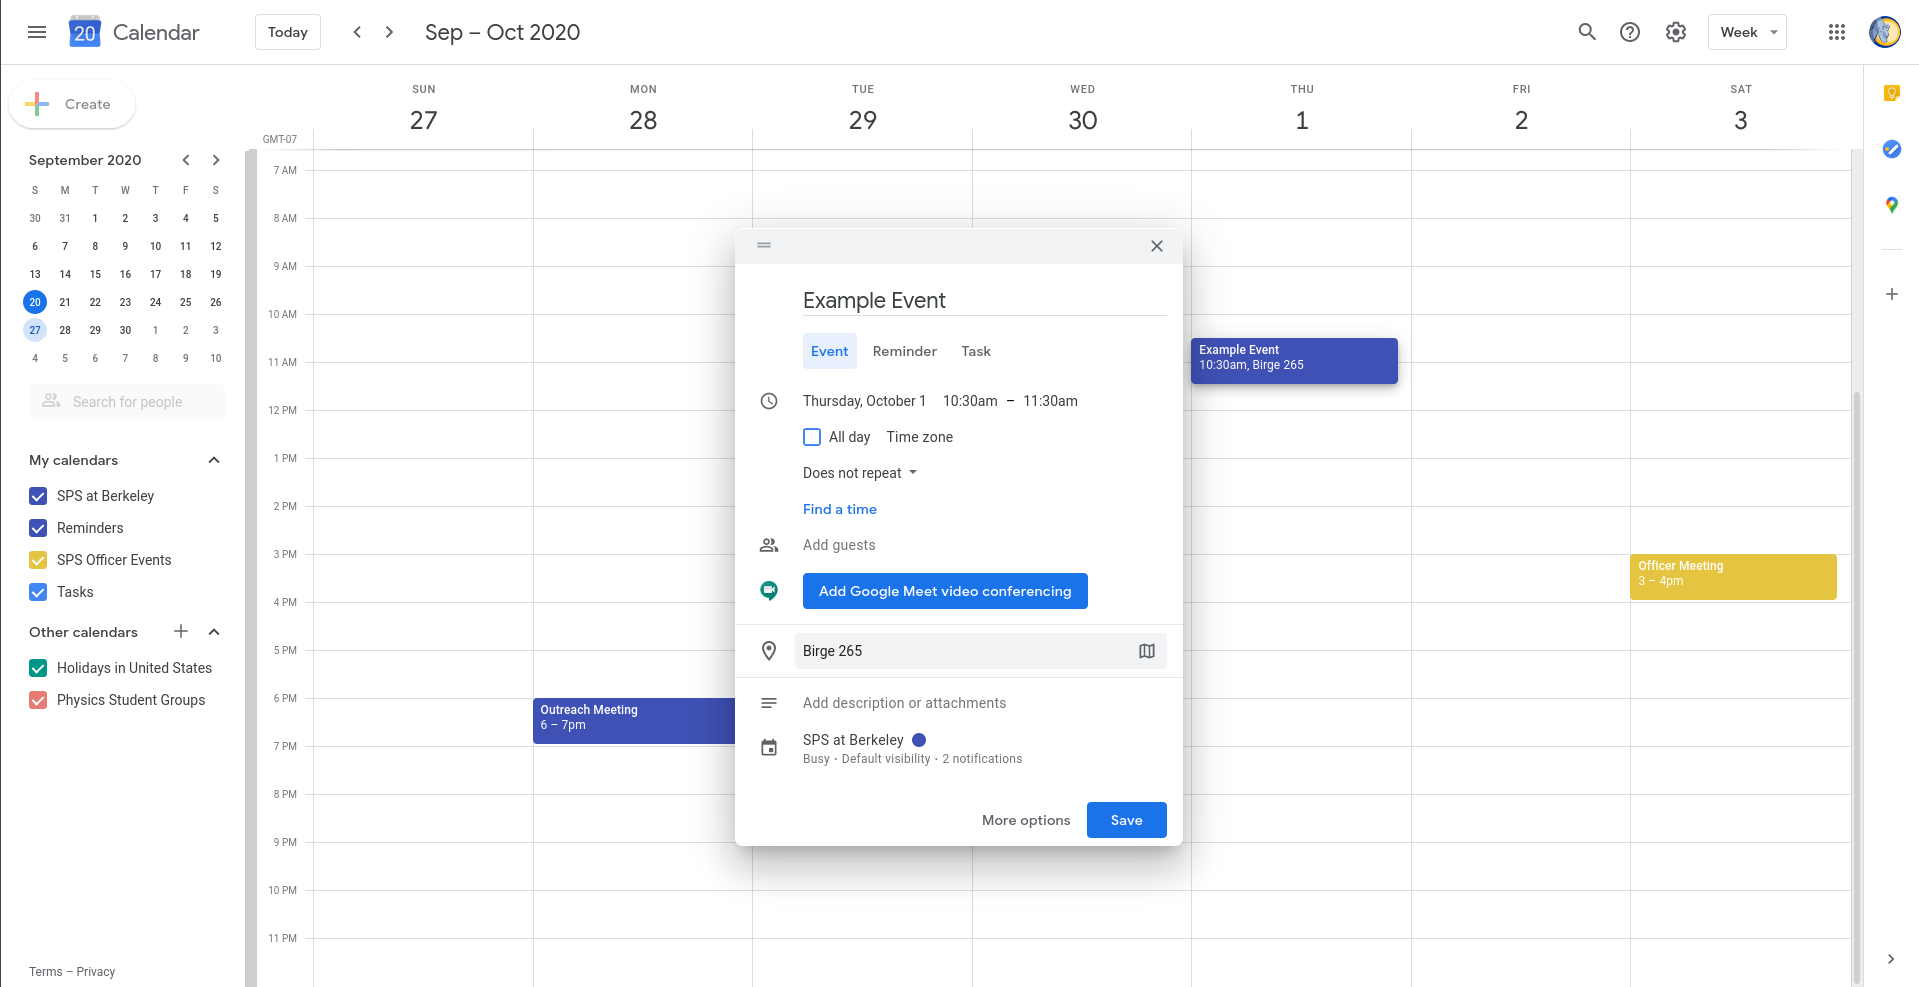 20 Calendar Today Sep – Oct 2020 Week
Create
SUN MON TUE WED THU FRI SAT
27 28 29 30 1 2 3
GMT-07
September 2020
S M T W T F S
30 31 1 2 3 4 5
6 7 8 9 10 11 12
13 14 15 16 17 18 19
20 21 22 23 24 25 26
27 28 29 30 1 2 3
4 5 6 7 8 9 10
Search for people
My calendars
SPS at Berkeley
Reminders
SPS Officer Events
Tasks
Other calendars
Holidays in United States
Physics Student Groups
Terms – Privacy
7 AM
8 AM
9 AM
10 AM
11 AM
12 PM
1 PM
2 PM
3 PM
4 PM
5 PM
6 PM
7 PM
8 PM
9 PM
10 PM
11 PM
Outreach Meeting
6 – 7pm
Example Event
Event Reminder Task
Thursday, October 1 10:30am – 11:30am
All day Time zone
Does not repeat
Find a time
Add guests
Add Google Meet video conferencing
Birge 265
Add description or attachments
SPS at Berkeley
Busy · Default visibility · 2 notifications
More options Save
Example Event
10:30am, Birge 265
Officer Meeting
3 – 4pm